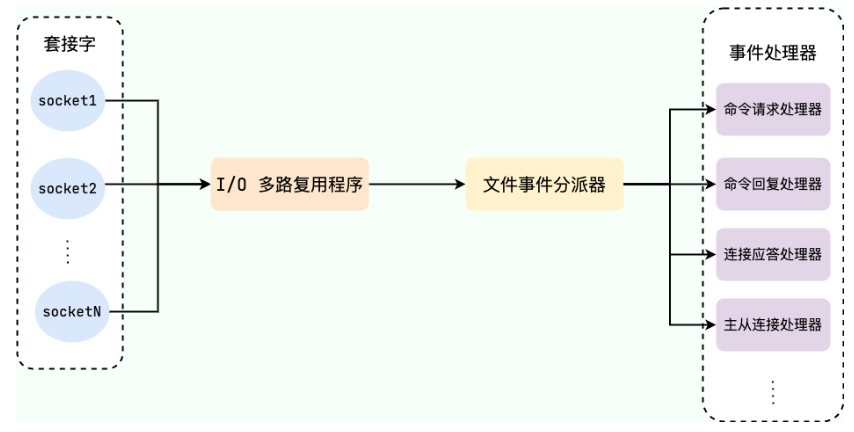 套接字
socket1
socket2
socketN
I/O 多路复用程序
文件事件分派器
事件处理器
命令请求处理器
命令回复处理器
连接应答处理器
主从连接处理器